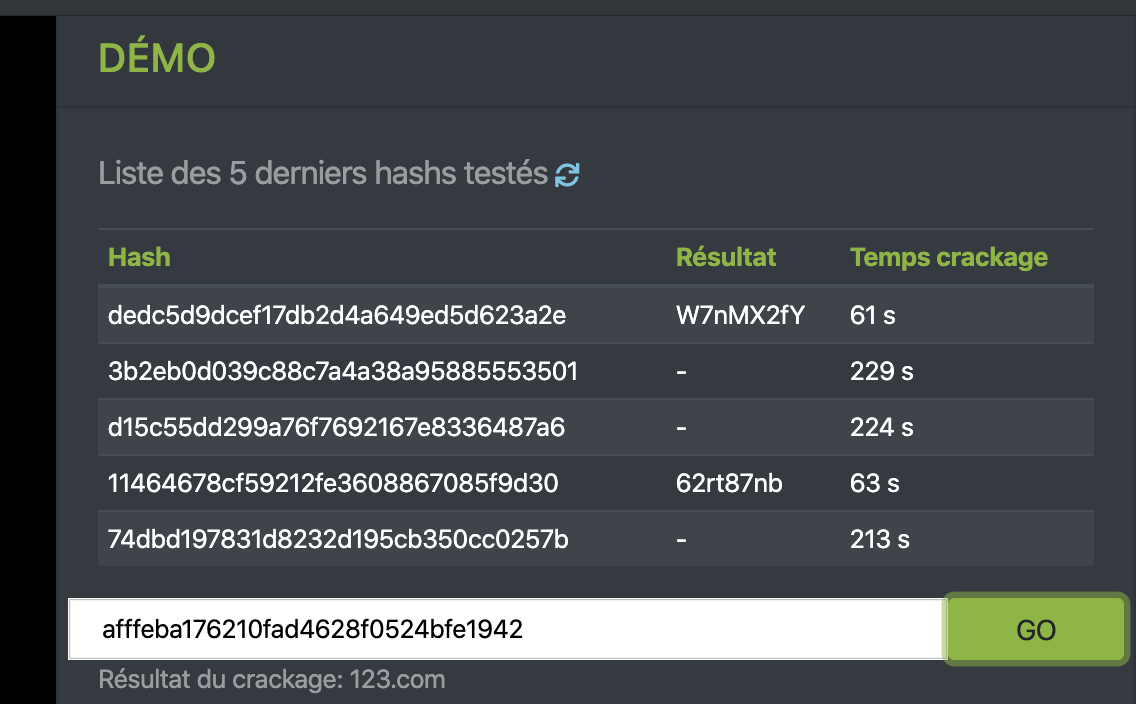 DÉMO
Liste des 5 derniers hashs testés
Hash Résultat Temps crackage
dedc5d9dcef17db2d4a649ed5d623a2e W7nMX2fY 61 s
3b2eb0d039c88c7a4a38a95885553501 - 229 s
d15c55dd299a76f7692167e8336487a6 - 224 s
11464678cf59212fe3608867085f9d30 62rt87nb 63 s
74dbd197831d8232d195cb350cc0257b - 213 s
afffeba176210fad4628f0524bfe1942 GO
Résultat du crackage: 123.com